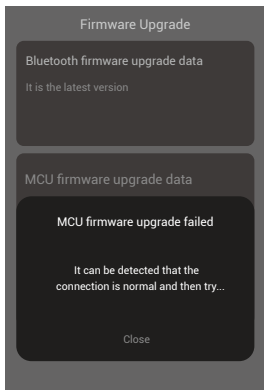 Firmware Upgrade
Bluetooth firmware upgrade data
It is the latest version
MCU firmware upgrade data
MCU firmware upgrade failed
It can be detected that the
connection is normal and then try...
Close